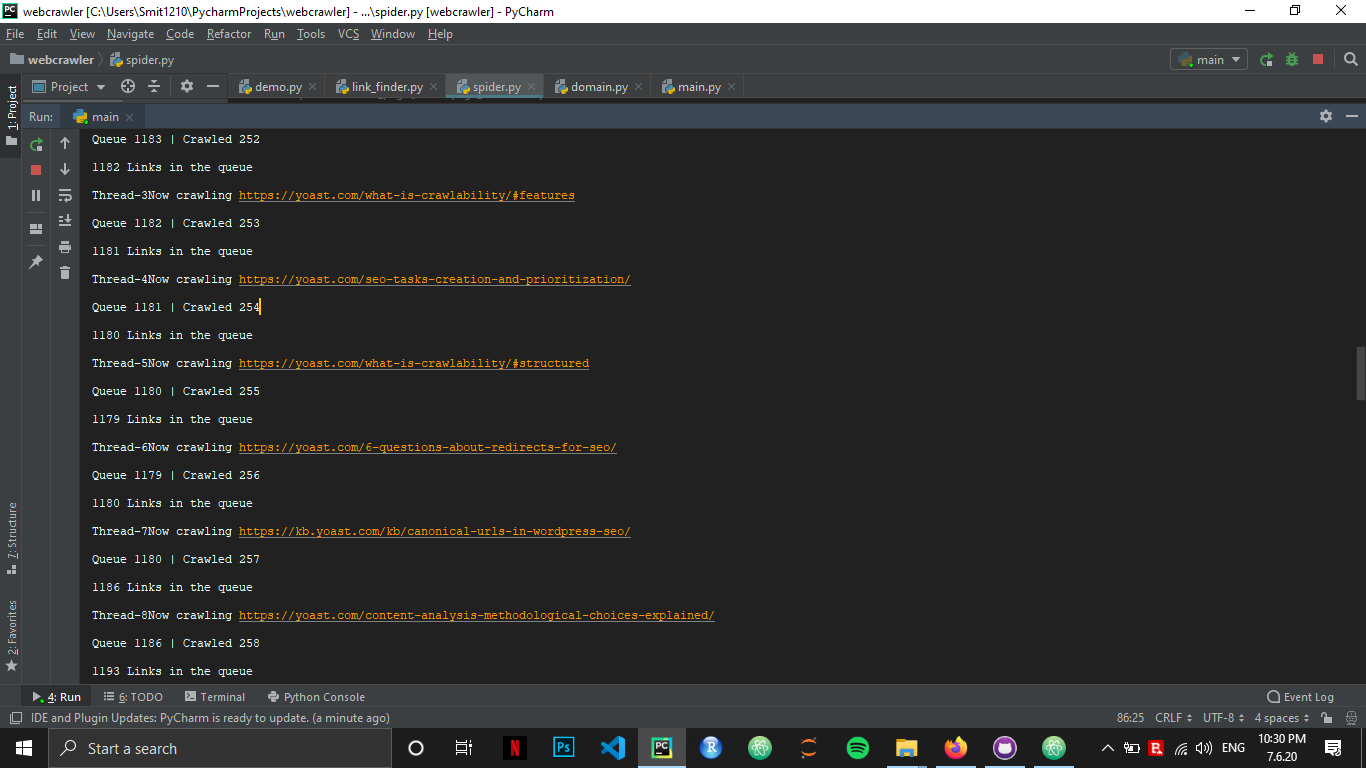 webcrawler [C:\Users\Smit1210\PycharmProjects\webcrawler] - ...\spider.py [webcrawler] - PyCharm
File Edit View Navigate Code Refactor Run Tools VCS Window Help
webcrawler spider.py main
Project demo.py link_finder.py spider.py domain.py main.py
1: Project
Run: main
Queue 1183 | Crawled 252
1182 Links in the queue
Thread-3Now crawling https://yoast.com/what-is-crawlability/#features
Queue 1182 | Crawled 253
1181 Links in the queue
Thread-4Now crawling https://yoast.com/seo-tasks-creation-and-prioritization/
Queue 1181 | Crawled 254
1180 Links in the queue
Thread-5Now crawling https://yoast.com/what-is-crawlability/#structured
Queue 1180 | Crawled 255
1179 Links in the queue
Thread-6Now crawling https://yoast.com/6-questions-about-redirects-for-seo/
Queue 1179 | Crawled 256
1180 Links in the queue
Thread-7Now crawling https://kb.yoast.com/kb/canonical-urls-in-wordpress-seo/
Queue 1180 | Crawled 257
1186 Links in the queue
Thread-8Now crawling https://yoast.com/content-analysis-methodological-choices-explained/
Queue 1186 | Crawled 258
1193 Links in the queue
7: Structure
2: Favorites
4: Run 6: TODO Terminal Python Console Event Log
IDE and Plugin Updates: PyCharm is ready to update. (a minute ago) 86:25 CRLF UTF-8 4 spaces
Start a search ENG 10:30 PM
7.6.20